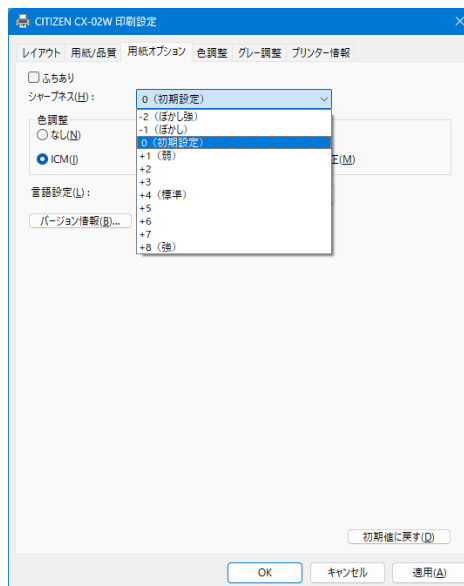 CITIZEN CX-02W 印刷設定
レイアウト 用紙/品質 用紙オプション 色調整 グレー調整 プリンター情報
ふちあり
シャープネス(H)： 0（初期設定）
-2（ぼかし強）
-1（ぼかし）
0（初期設定）
+1（弱）
+2
+3
+4（標準）
+5
+6
+7
+8（強）
色調整
なし(N)
ICM(I)
正(M)
言語設定(L)：
バージョン情報(B)...
初期値に戻す(D)
OK キャンセル 適用(A)